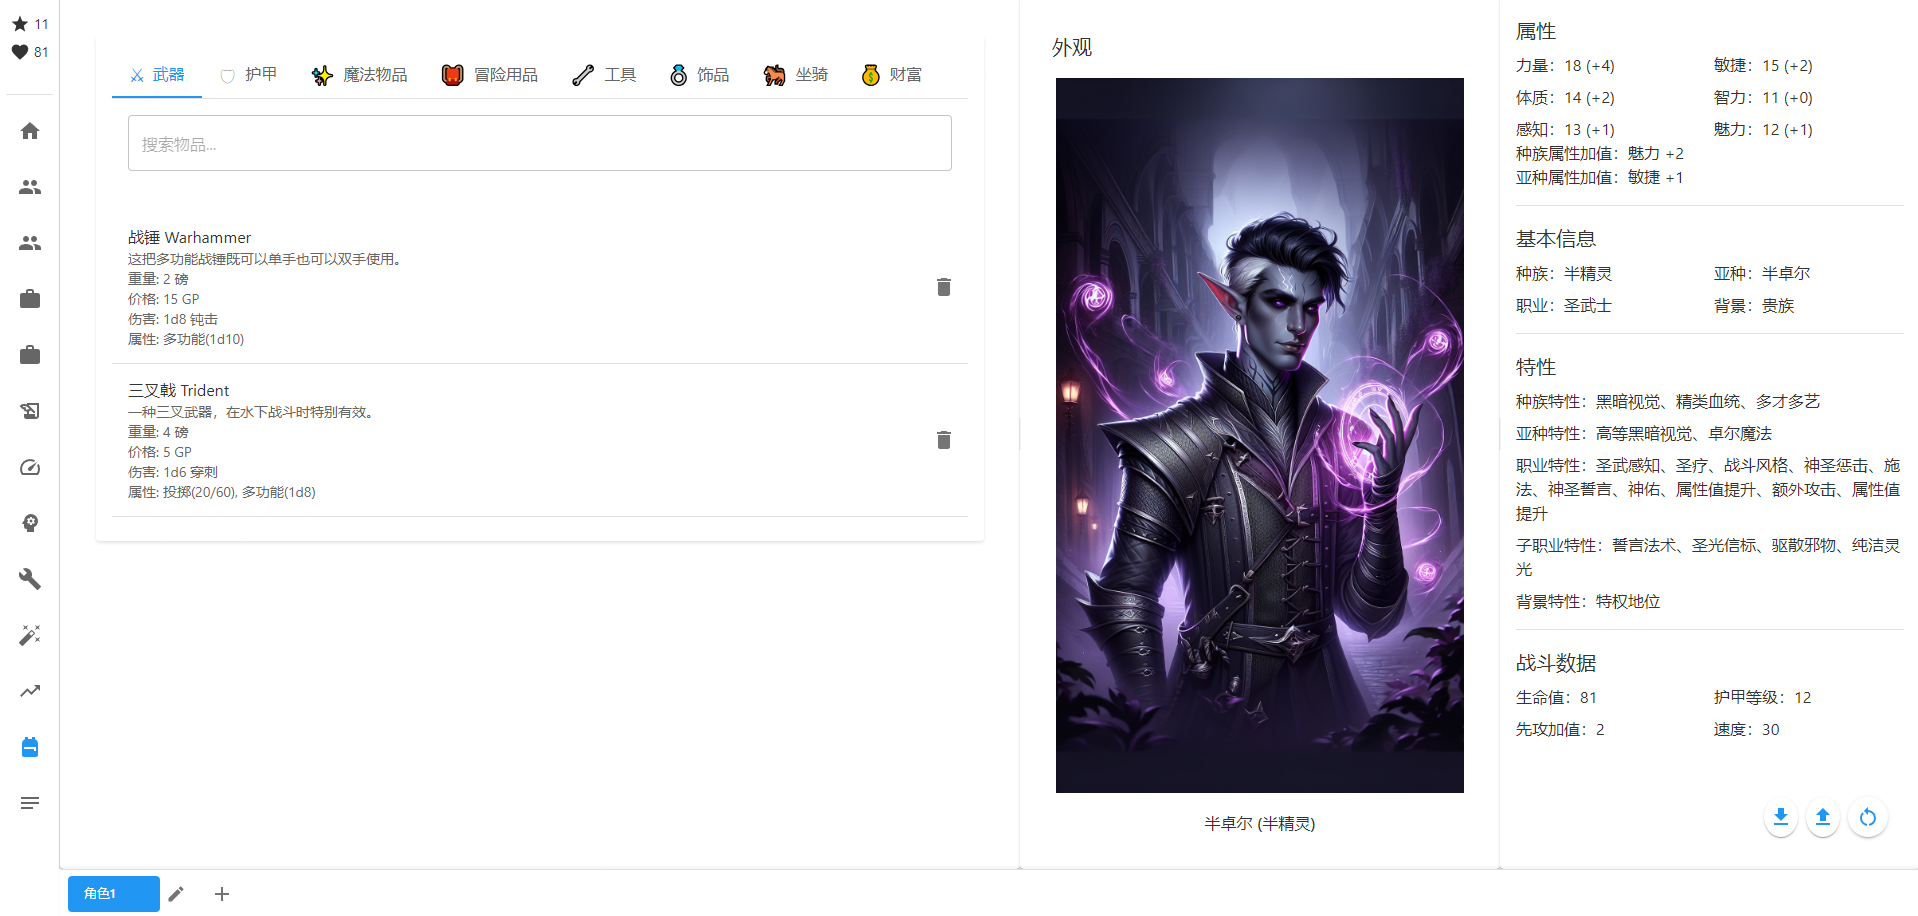 11
81
武器
护甲
魔法物品
冒险用品
工具
饰品
坐骑
财富
搜索物品...
战锤 Warhammer
这把多功能战锤既可以单手也可以双手使用。
重量: 2 磅
价格: 15 GP
伤害: 1d8 钝击
属性: 多功能(1d10)
三叉戟 Trident
一种三叉武器，在水下战斗时特别有效。
重量: 4 磅
价格: 5 GP
伤害: 1d6 穿刺
属性: 投掷(20/60), 多功能(1d8)
角色1
外观
半卓尔 (半精灵)
属性
力量：18 (+4)
敏捷：15 (+2)
体质：14 (+2)
智力：11 (+0)
感知：13 (+1)
魅力：12 (+1)
种族属性加值：魅力 +2
亚种属性加值：敏捷 +1
基本信息
种族：半精灵
亚种：半卓尔
职业：圣武士
背景：贵族
特性
种族特性：黑暗视觉、精类血统、多才多艺
亚种特性：高等黑暗视觉、卓尔魔法
职业特性：圣武感知、圣疗、战斗风格、神圣惩击、施
法、神圣誓言、神佑、属性值提升、额外攻击、属性值
提升
子职业特性：誓言法术、圣光信标、驱散邪物、纯洁灵
光
背景特性：特权地位
战斗数据
生命值：81
护甲等级：12
先攻加值：2
速度：30